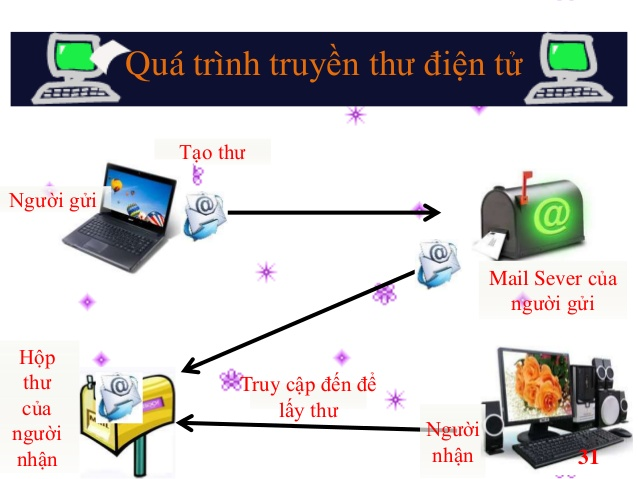 Quá trình truyền thư điện tử
Tạo thư
Người gửi
Mail Sever của
người gửi
Hộp
thư
của
người
nhận
Truy cập đến để
lấy thư
Người
nhận
31